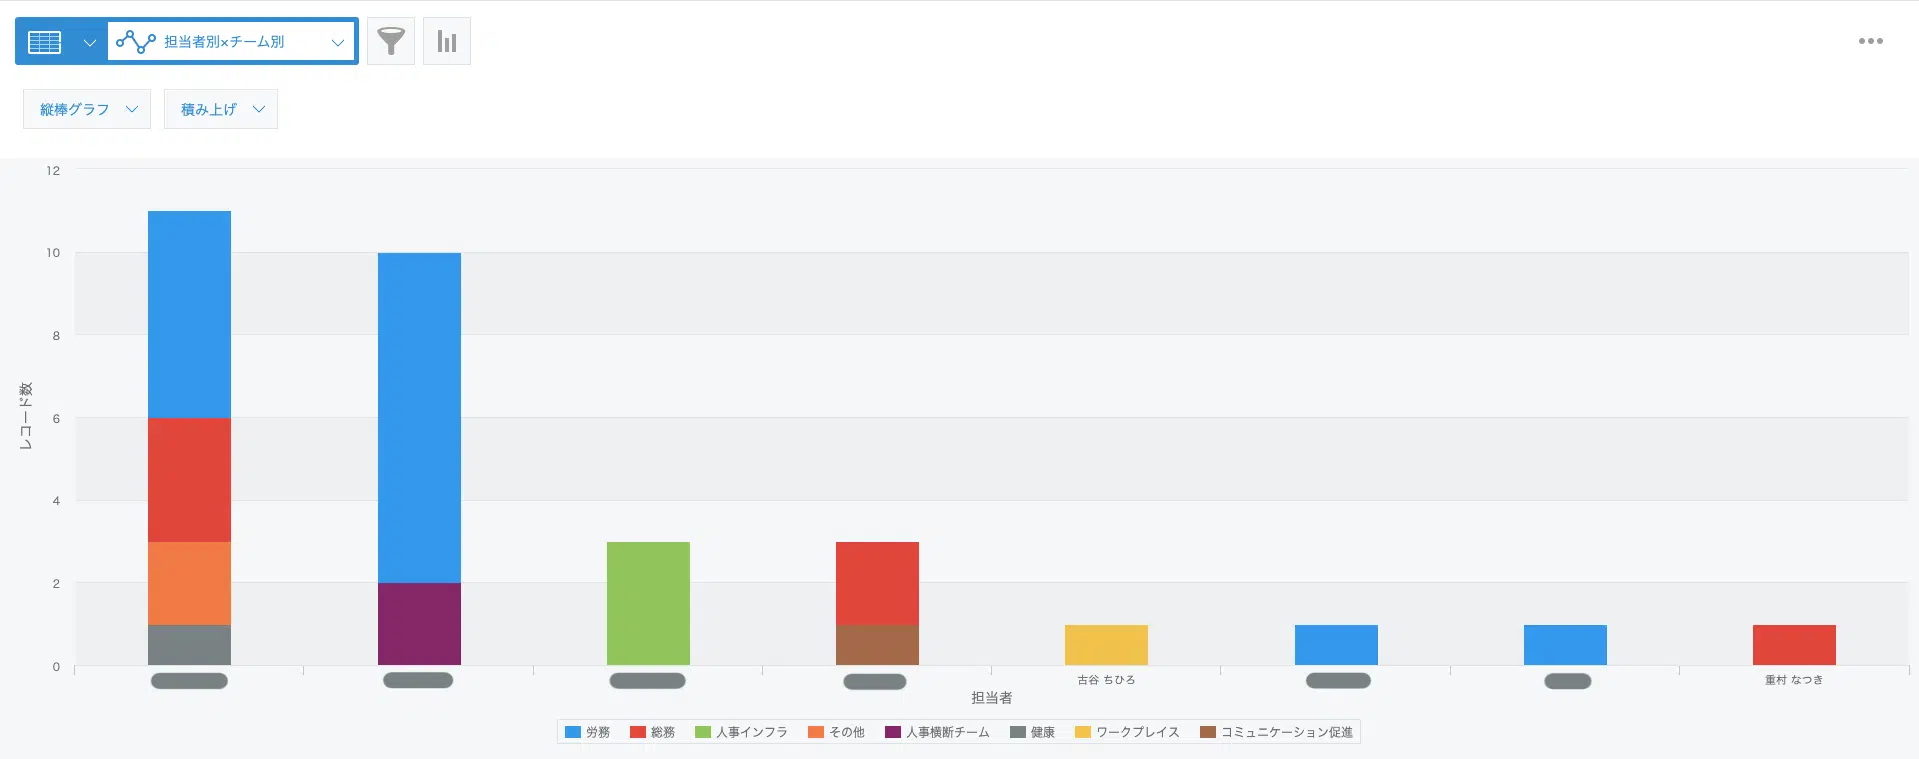 担当者別×チーム別
縦棒グラフ
積み上げ
12
10
8
6
4
2
0
レコード数
古谷 ちひろ
重村 なつき
担当者
労務 総務 人事インフラ その他 人事横断チーム 健康 ワークプレイス コミュニケーション促進